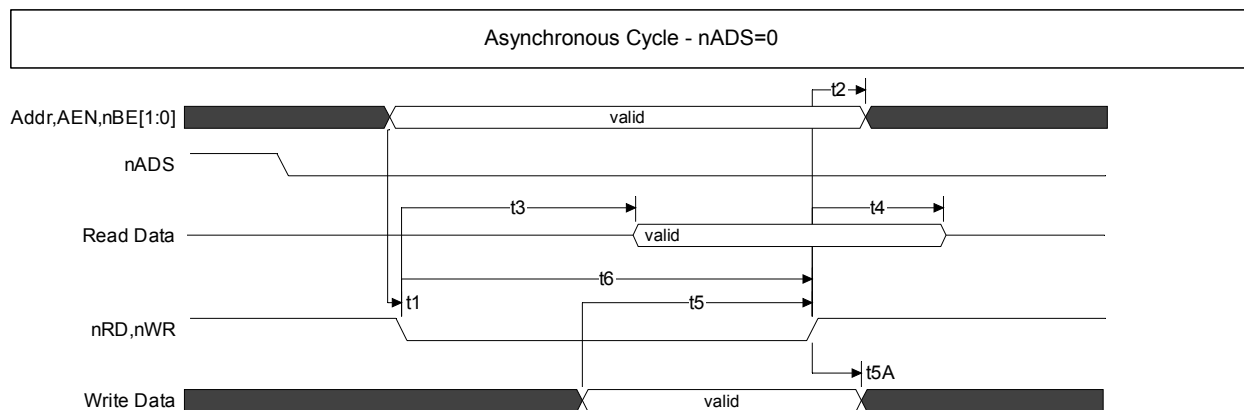 Asynchronous Cycle - nADS=0
t2
Addr,AEN,nBE[1:0]
valid
nADS
t3
t4
Read Data
valid
t6
t1
t5
nRD,nWR
t5A
Write Data
valid